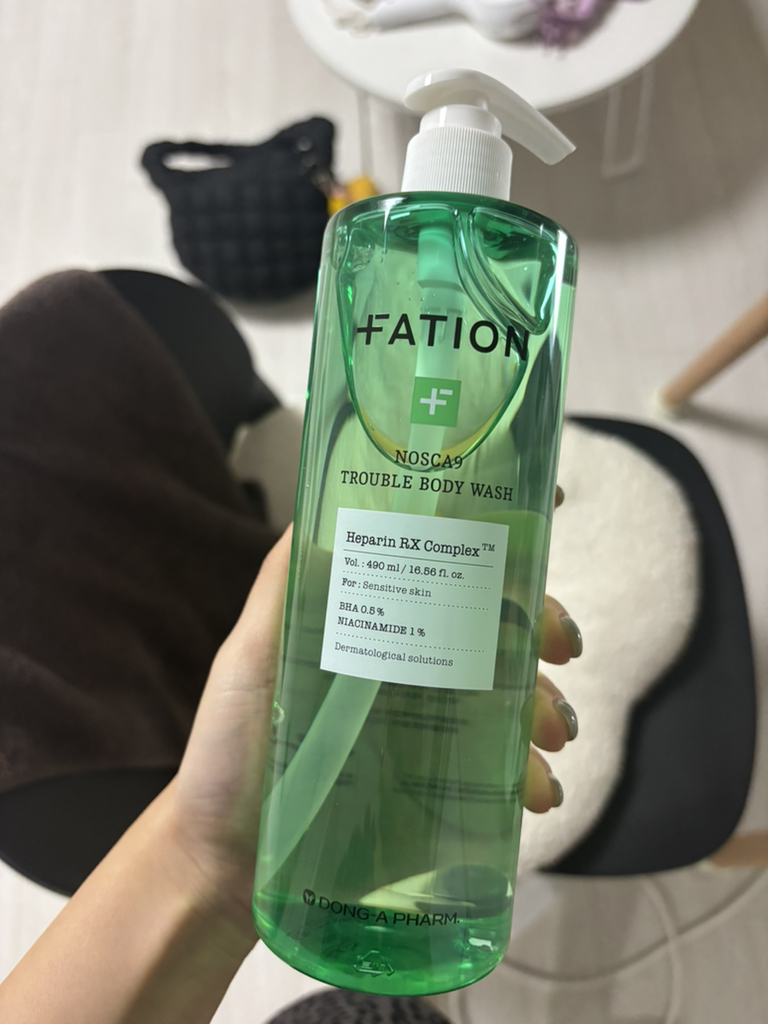 FATION
NOSCA9
TROUBLE BODY WASH
Heparin RX Complex™
Vol. : 490 ml / 16.56 fl. oz.
For : Sensitive skin
BHA 0.5 %
NIACINAMIDE 1 %
Dermatological solutions
DONG-A PHARM.